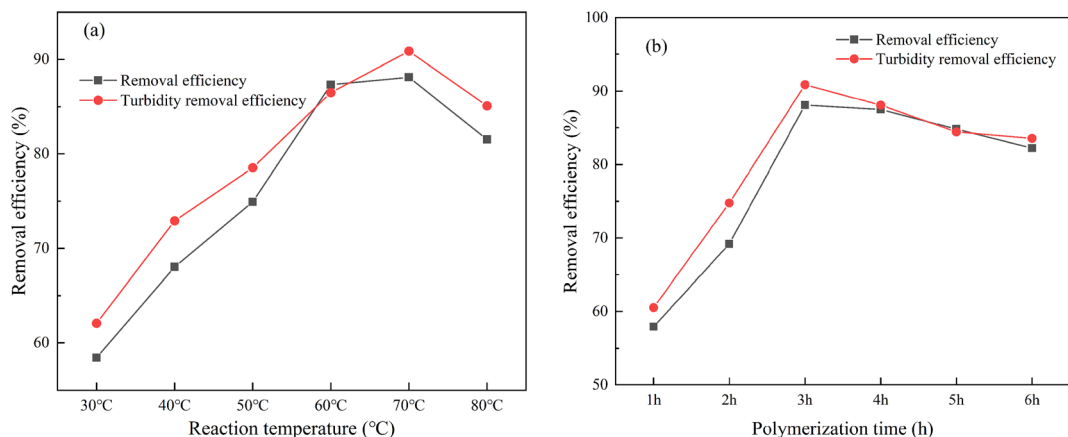 (a)
Removal efficiency
Turbidity removal efficiency
90
80
70
60
Removal efficiency (%)
30℃ 40℃ 50℃ 60℃ 70℃ 80℃
Reaction temperature (℃)
(b)
Removal efficiency
Turbidity removal efficiency
100
90
80
70
60
50
Removal efficiency (%)
1h 2h 3h 4h 5h 6h
Polymerization time (h)